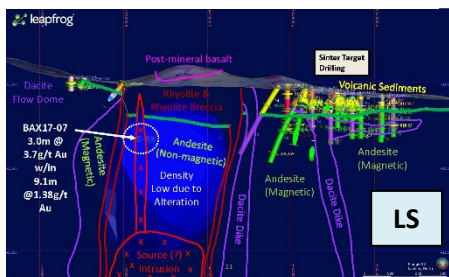 leapfrog
Post-mineral basalt
Sinter Target
Drilling
Dacite
Flow Dome
Rhyolite &
Rhyolite Breccia
Volcanic Sediments
BAX17-07
3.0m @
3.7g/t Au
w/in
9.1m
@1.38g/t
Au
Andesite
(Magnetic)
Andesite
(Non-magnetic)
Density
Low due to
Alteration
Andesite
(Magnetic)
Andesite
(Magnetic)
Dacite Dike
Dacite Dike
LS
Source (?)
Intrusion